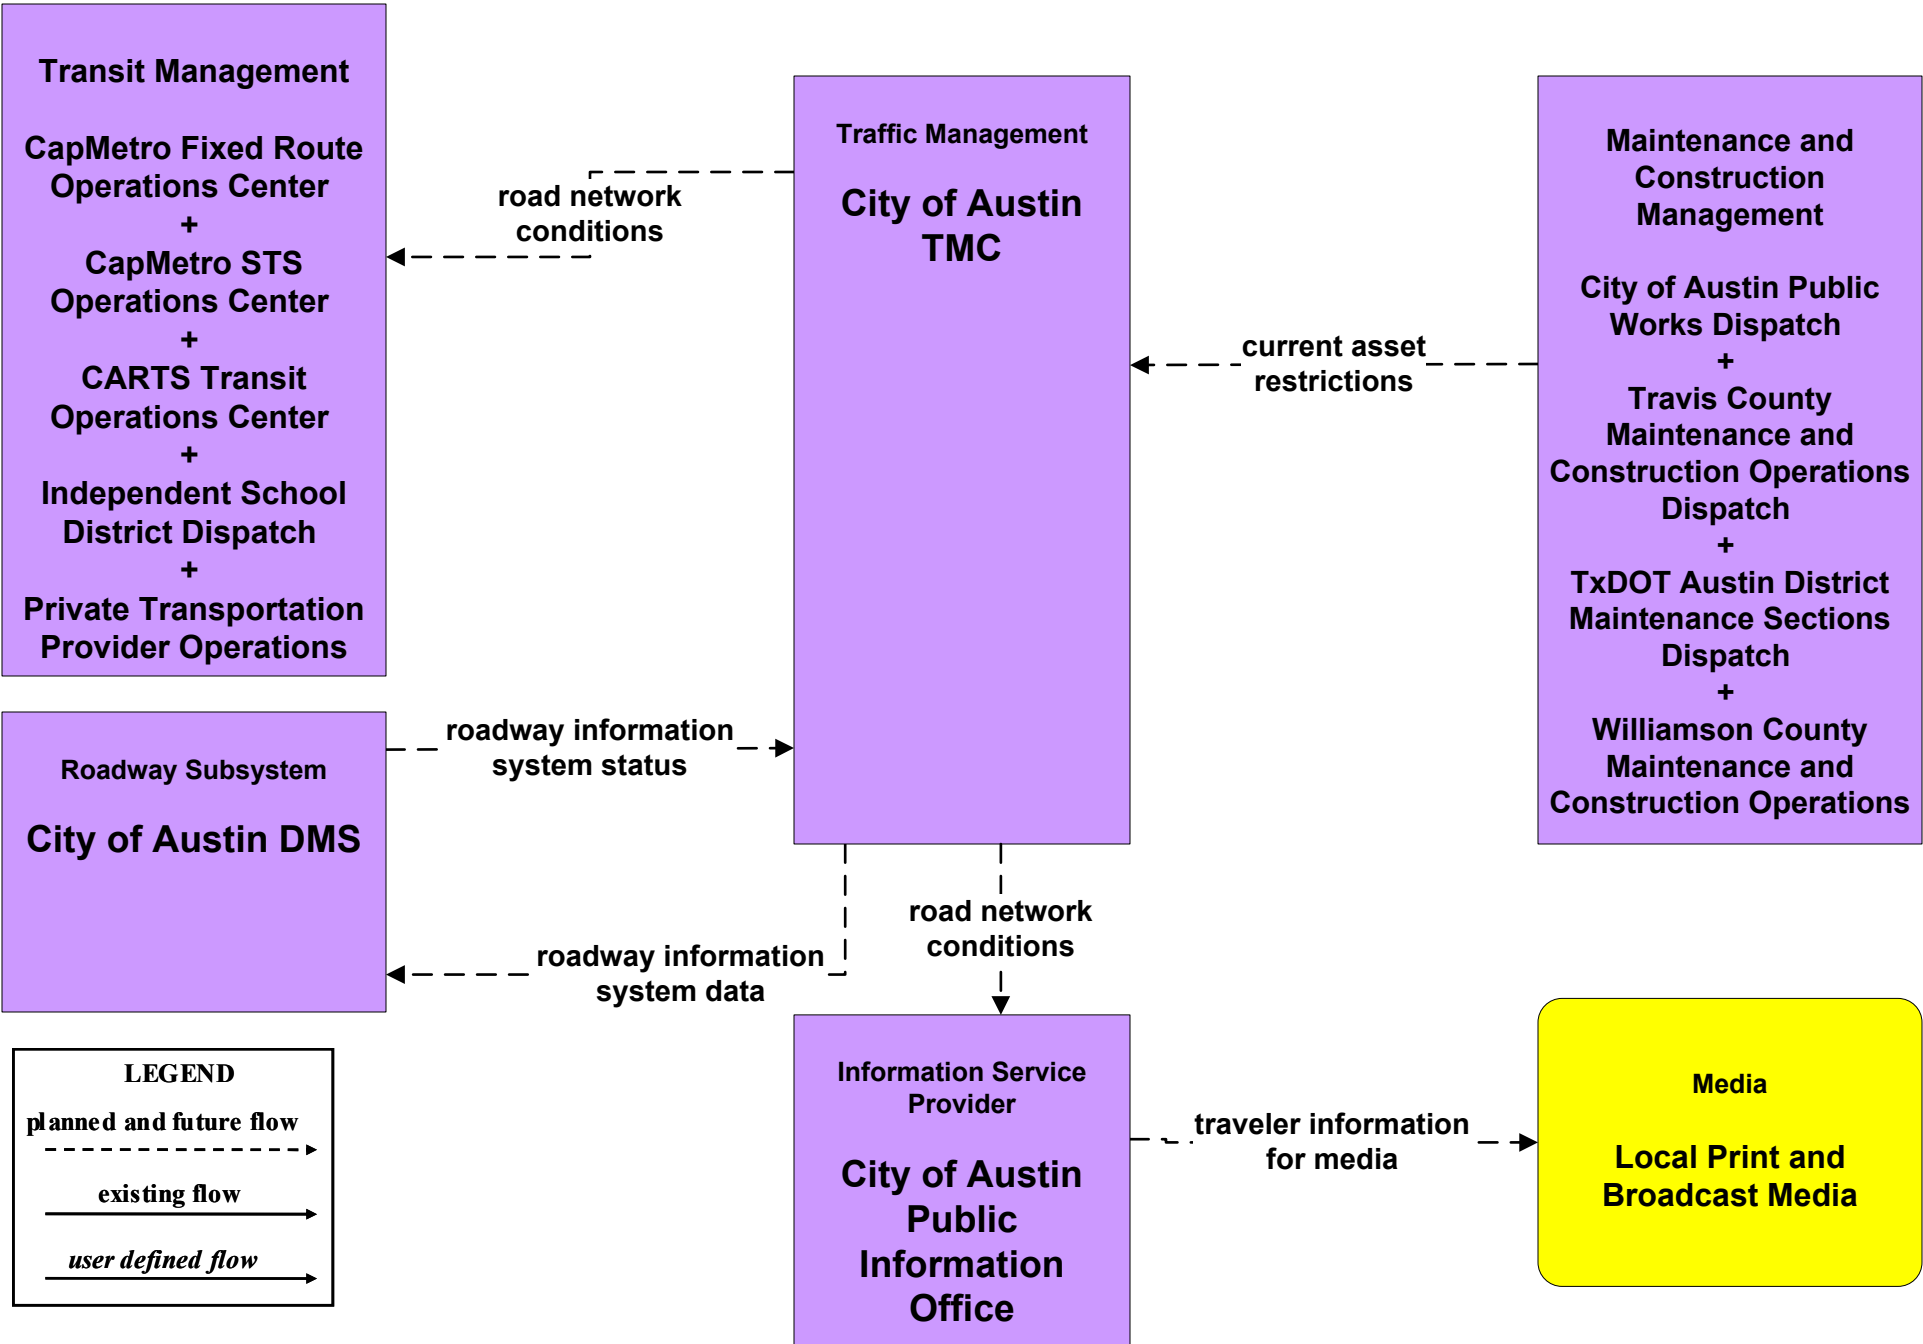 Transit Management
CapMetro Fixed Route
Operations Center
+
CapMetro STS
Operations Center
+
CARTS Transit
Operations Center
+
Independent School
District Dispatch
+
Private Transportation
Provider Operations
road network
conditions
Traffic Management
City of Austin
TMC
current asset
restrictions
Maintenance and
Construction
Management
City of Austin Public
Works Dispatch
+
Travis County
Maintenance and
Construction Operations
Dispatch
+
TxDOT Austin District
Maintenance Sections
Dispatch
+
Williamson County
Maintenance and
Construction Operations
Roadway Subsystem
City of Austin DMS
roadway information
system status
roadway information
system data
road network
conditions
LEGEND
planned and future flow
existing flow
user defined flow
Information Service
Provider
City of Austin
Public
Information
Office
traveler information
for media
Media
Local Print and
Broadcast Media